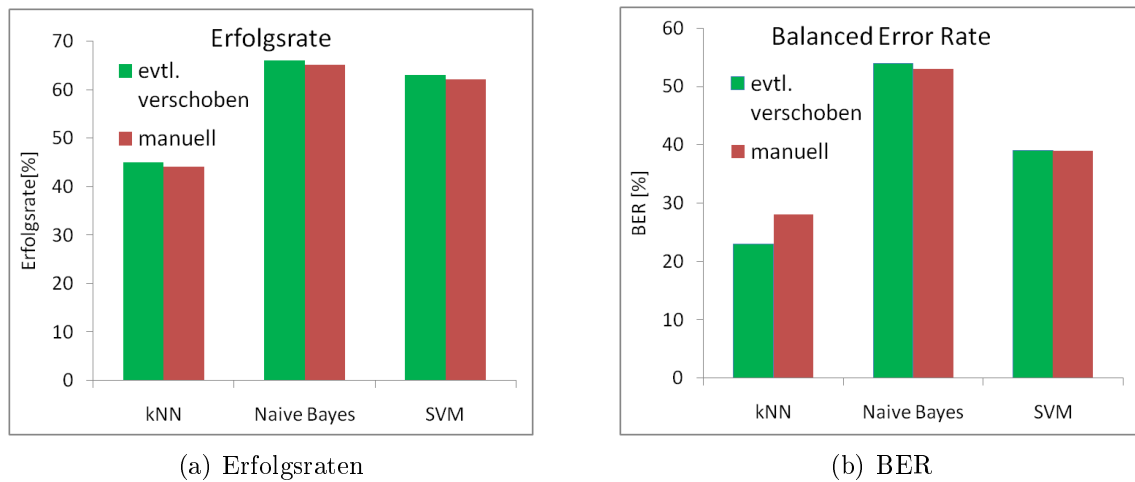 Erfolgsrate
evtl.
verschoben
manuell
Erfolgsrate[%]
70
60
50
40
30
20
10
0
kNN Naive Bayes SVM
(a) Erfolgsraten
Balanced Error Rate
evtl.
verschoben
manuell
BER [%]
60
50
40
30
20
10
0
kNN Naive Bayes SVM
(b) BER